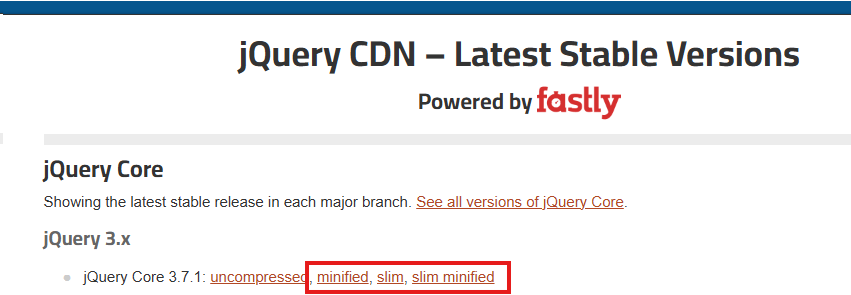 jQuery CDN – Latest Stable Versions
Powered by fastly
jQuery Core
Showing the latest stable release in each major branch. See all versions of jQuery Core.
jQuery 3.x
jQuery Core 3.7.1: uncompressed, minified, slim, slim minified